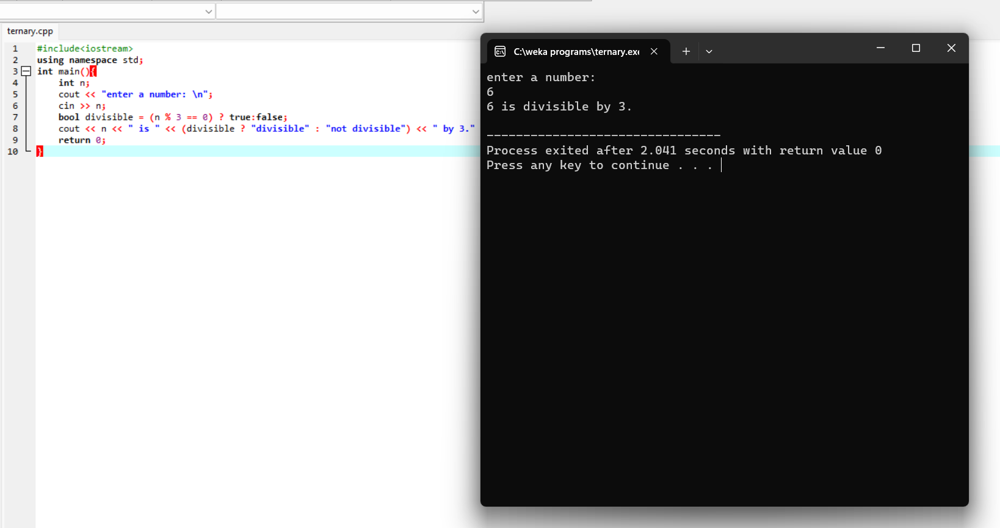 ternary.cpp
1 #include<iostream>
2 using namespace std;
3 int main(){
4 int n;
5 cout << "enter a number: \n";
6 cin >> n;
7 bool divisible = (n % 3 == 0) ? true:false;
8 cout << n << " is " << (divisible ? "divisible" : "not divisible") << " by 3."
9 return 0;
10 }
C:\weka programs\ternary.exe
enter a number:
6
6 is divisible by 3.
--------------------------------
Process exited after 2.041 seconds with return value 0
Press any key to continue . . .